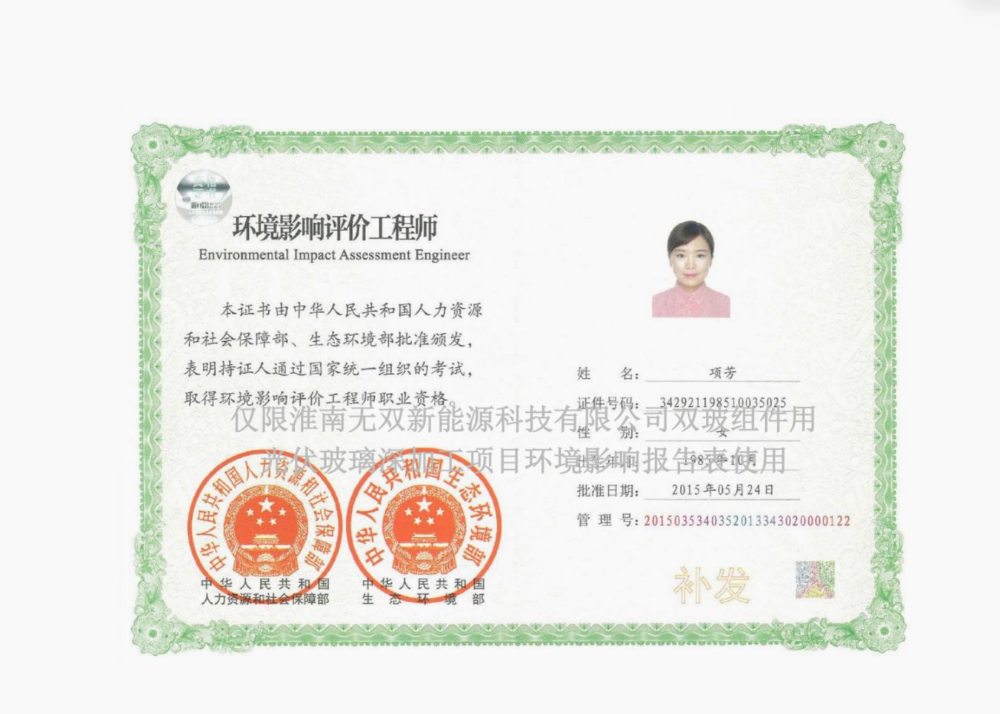 环境影响评价工程师
Environmental Impact Assessment Engineer
本证书由中华人民共和国人力资源
和社会保障部、生态环境部批准颁发，
表明持证人通过国家统一组织的考试，
取得环境影响评价工程师职业资格。
姓 名： 项芳
证件号码： 342921198510035025
性 别： 女
出生年月： 1985年10月
批准日期： 2015年05月24日
管 理 号：2015035340352013343020000122
仅限淮南无双新能源科技有限公司双玻组件用
光伏玻璃深加工项目环境影响报告表使用
中华人民共和国人力资源和社会保障部
中华人民共和国生态环境部
中华人民共和国
人力资源和社会保障部
中华人民共和国
生态环境部
补发